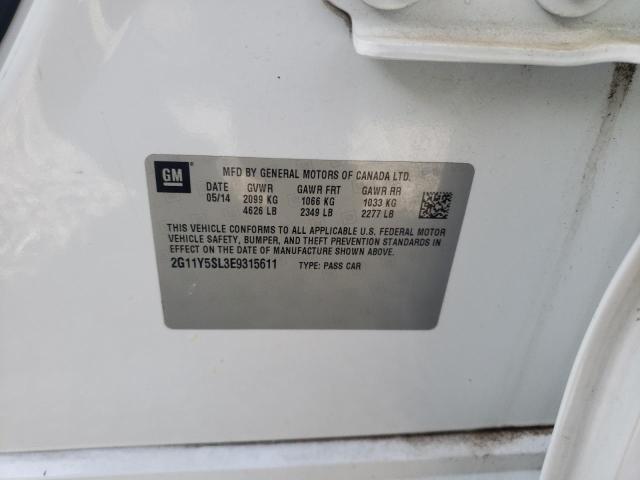 GM MFD BY GENERAL MOTORS OF CANADA LTD.
DATE GVWR GAWR FRT GAWR RR
05/14 2099 KG 1066 KG 1033 KG
4626 LB 2349 LB 2277 LB
THIS VEHICLE CONFORMS TO ALL APPLICABLE U.S. FEDERAL MOTOR
VEHICLE SAFETY, BUMPER, AND THEFT PREVENTION STANDARDS IN
EFFECT ON THE DATE OF MANUFACTURE SHOWN ABOVE.
2G11Y5SL3E9315611 TYPE: PASS CAR